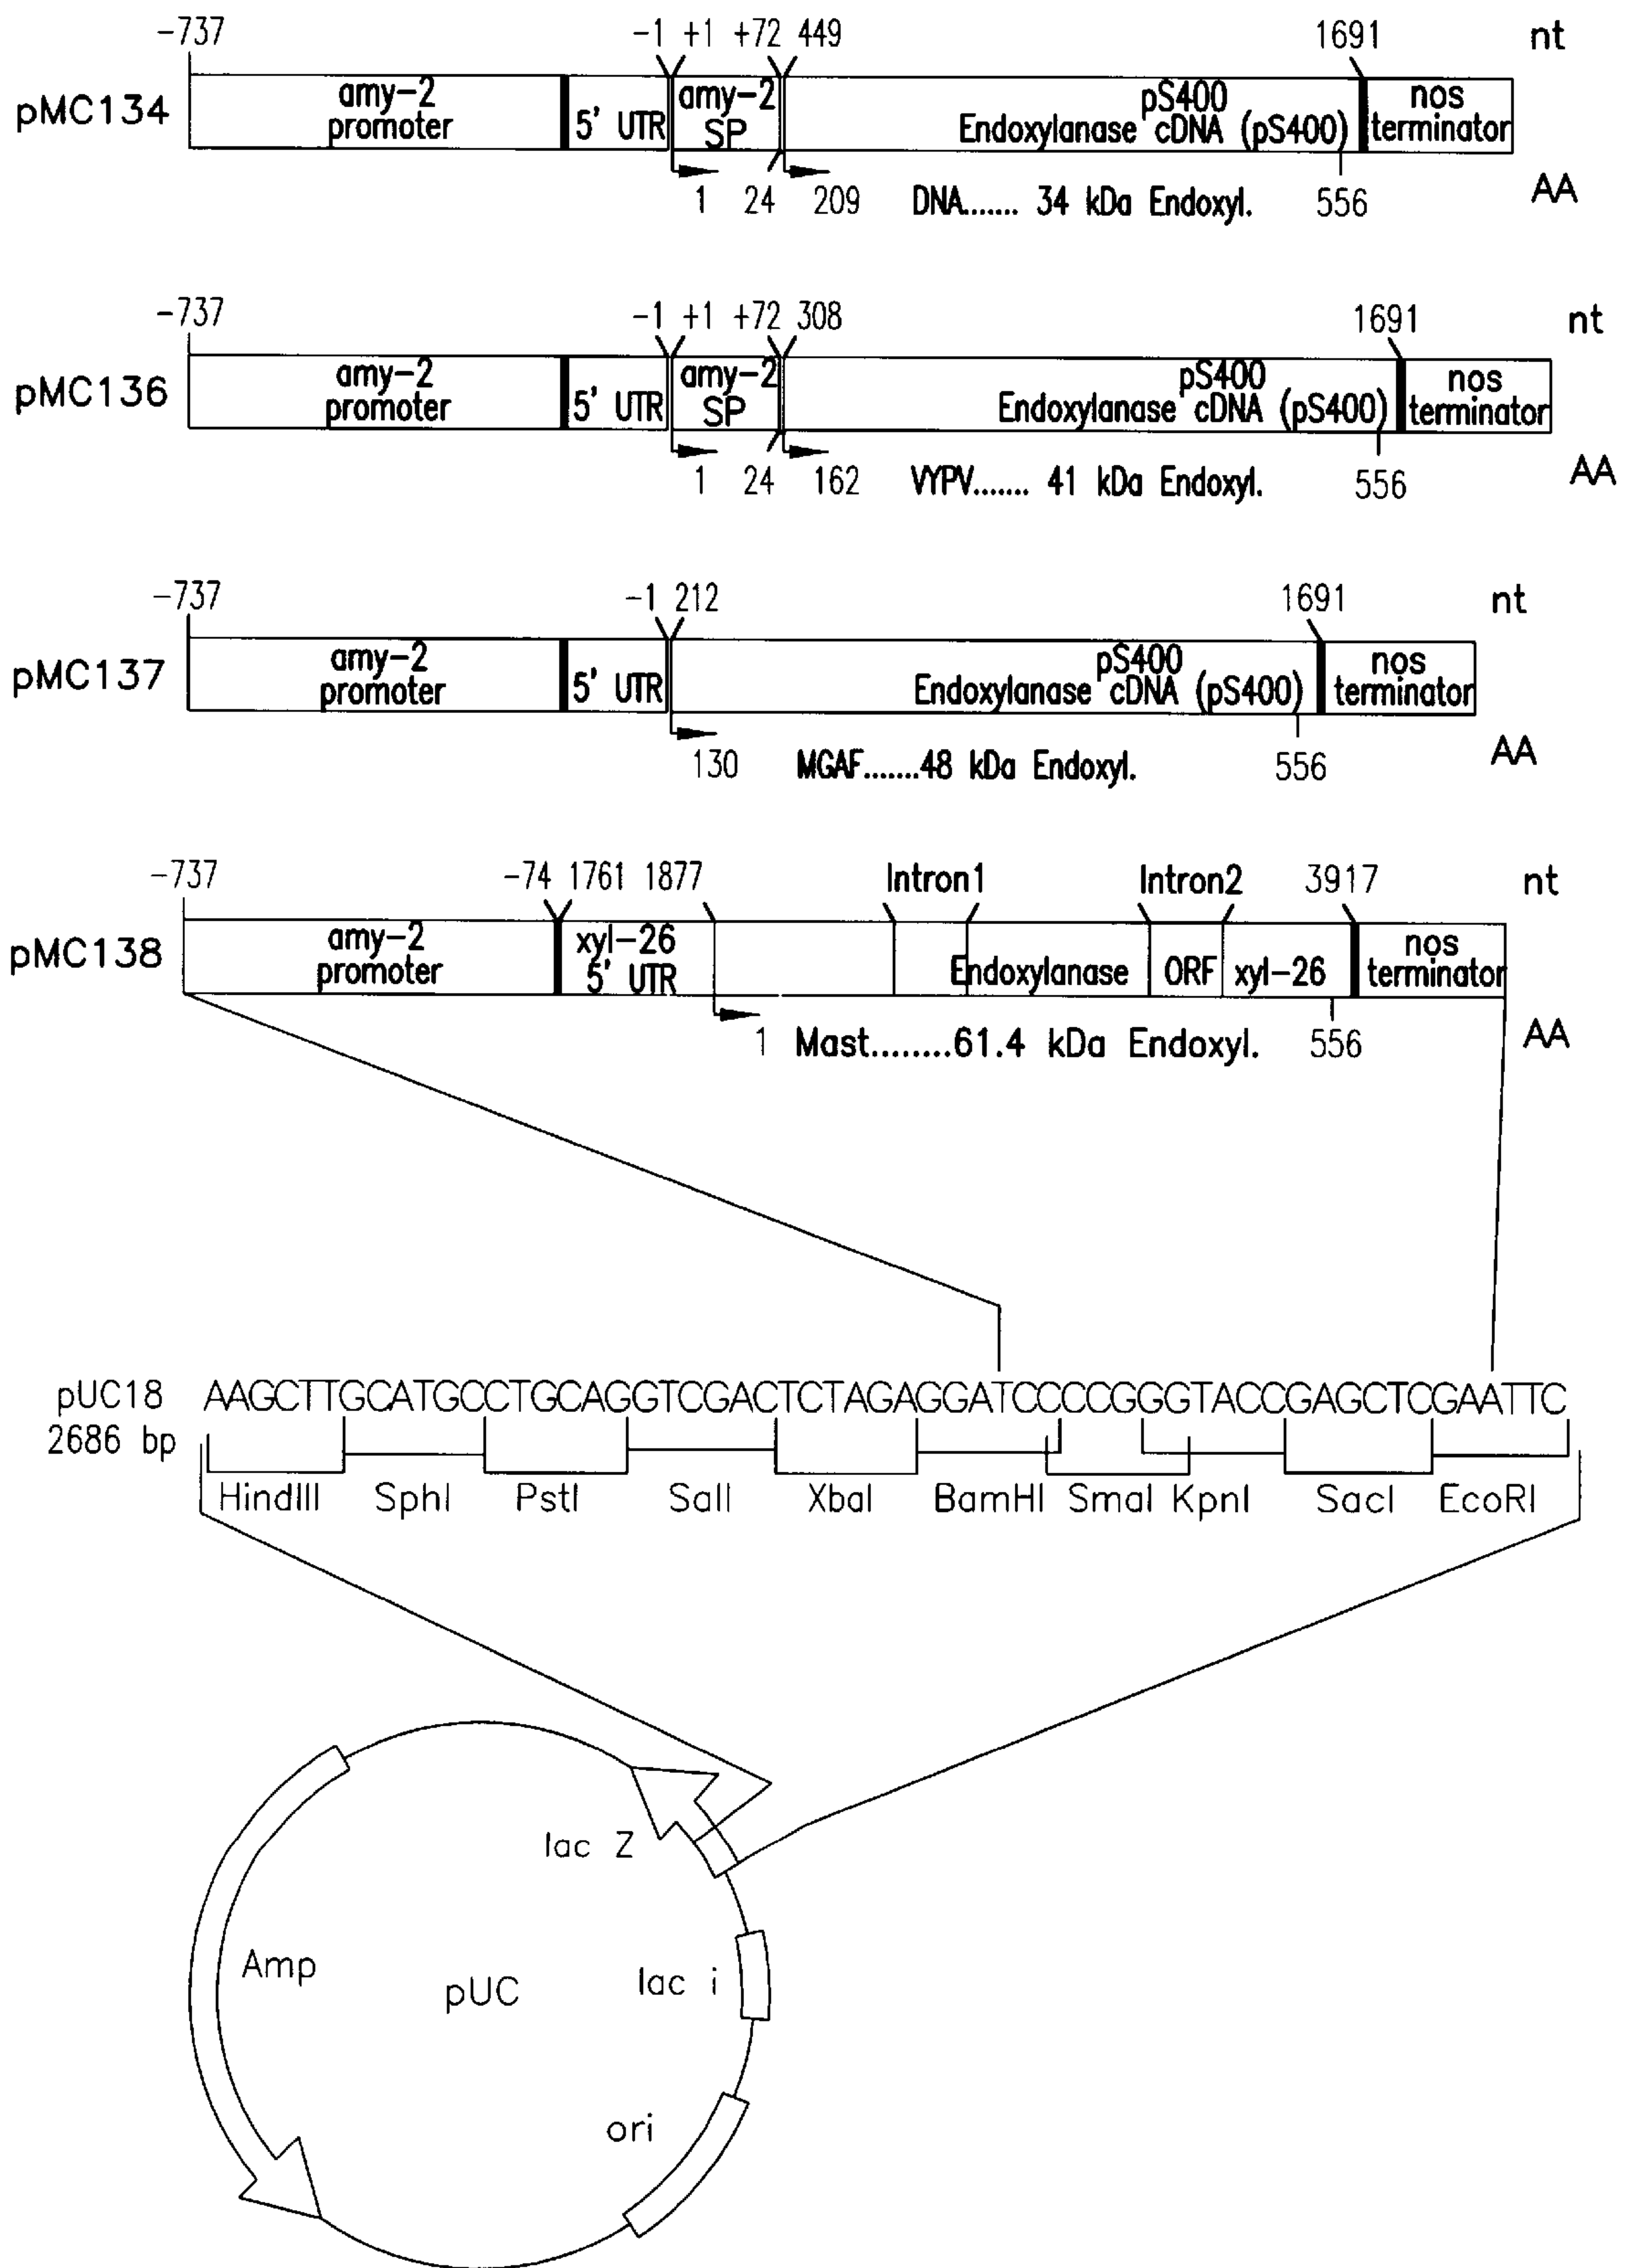 -737 -1 +1 +72 449 1691 nt
pMC134
amy-2 promoter 5' UTR amy-2 SP pS400 Endoxylanase cDNA (pS400) nos terminator
1 24 209 DNA....... 34 kDa Endoxyl. 556 AA
-737 -1 +1 +72 308 1691 nt
pMC136
amy-2 promoter 5' UTR amy-2 SP pS400 Endoxylanase cDNA (pS400) nos terminator
1 24 162 VYPV....... 41 kDa Endoxyl. 556 AA
-737 -1 212 1691 nt
pMC137
amy-2 promoter 5' UTR pS400 Endoxylanase cDNA (pS400) nos terminator
130 MGAF.......48 kDa Endoxyl. 556 AA
-737 -74 1761 1877 Intron1 Intron2 3917 nt
pMC138
amy-2 promoter xyl-26 5' UTR Endoxylanase ORF xyl-26 nos terminator
1 Mast........61.4 kDa Endoxyl. 556 AA
pUC18 AAGCTTGCATGCCTGCAGGTCGACTCTAGAGGATCCCCGGGTACCGAGCTCGAATTC
2686 bp
HindIII SphI PstI SalI XbaI BamHI SmaI KpnI SacI EcoRI
lac Z
Amp
pUC
lac i
ori